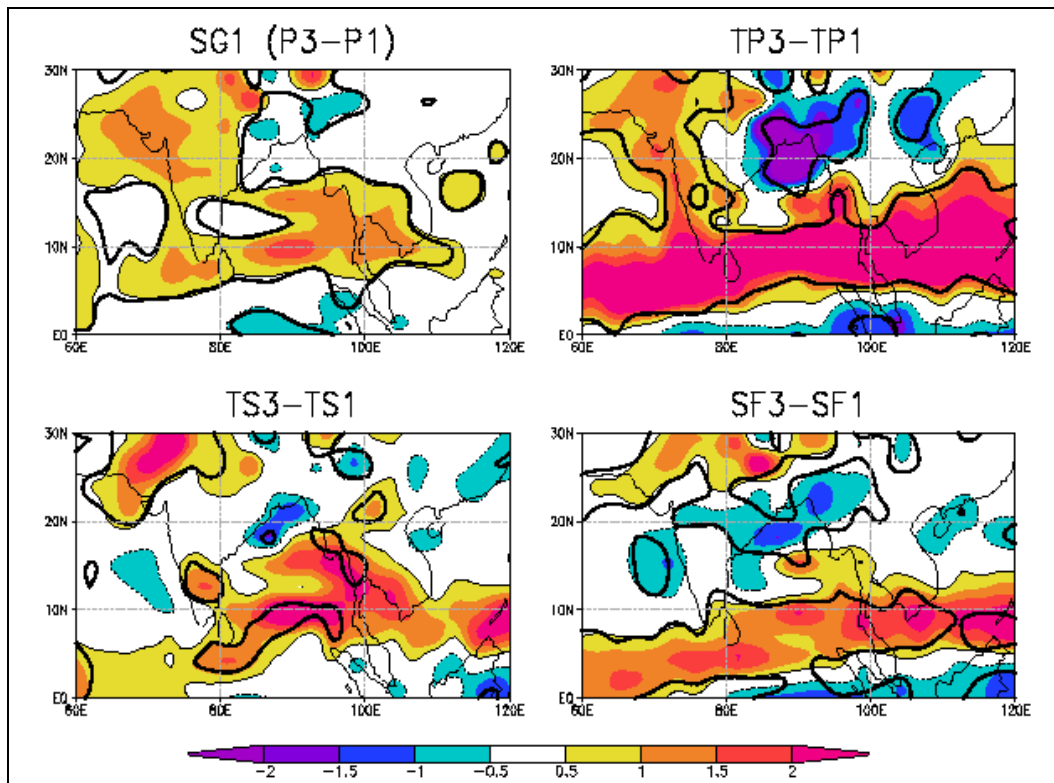 SG1 (P3-P1) TP3-TP1
30N 30N
20N 20N
10N 10N
EQ EQ
60E 80E 100E 120E 60E 80E 100E 120E
TS3-TS1 SF3-SF1
30N 30N
20N 20N
10N 10N
EQ EQ
60E 80E 100E 120E 60E 80E 100E 120E
-2 -1.5 -1 -0.5 0.5 1 1.5 2